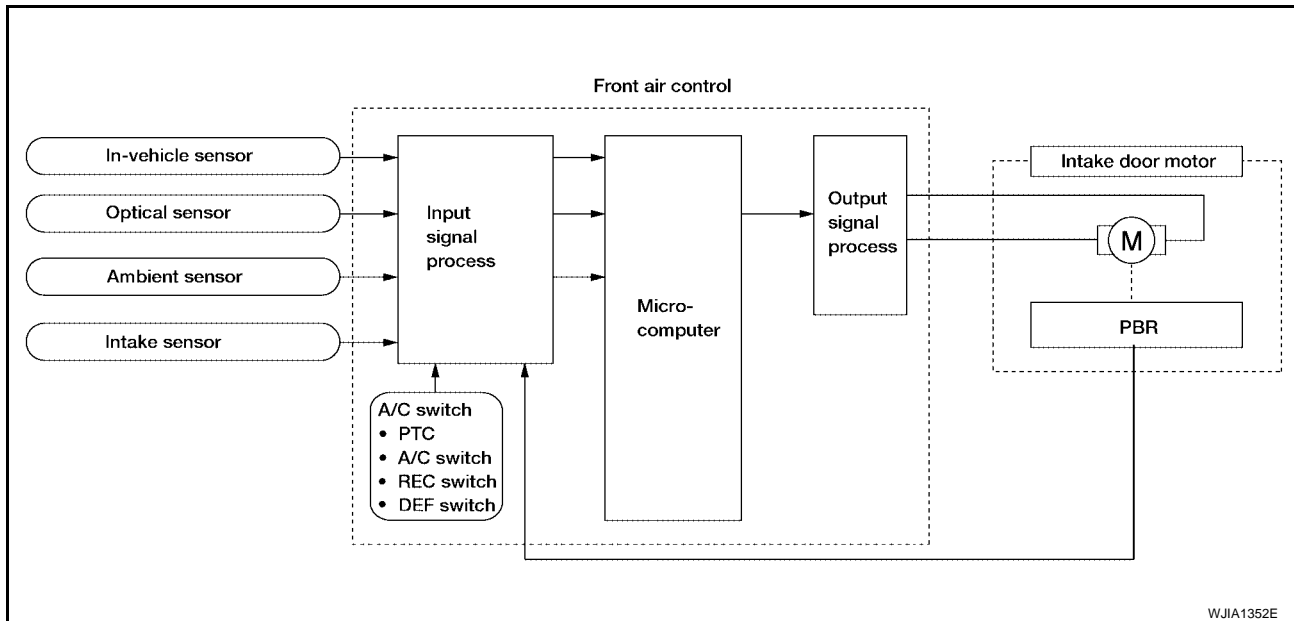 Front air control
In-vehicle sensor
Optical sensor
Ambient sensor
Intake sensor
Input
signal
process
A/C switch
• PTC
• A/C switch
• REC switch
• DEF switch
Micro-
computer
Output
signal
process
Intake door motor
M
PBR
WJIA1352E